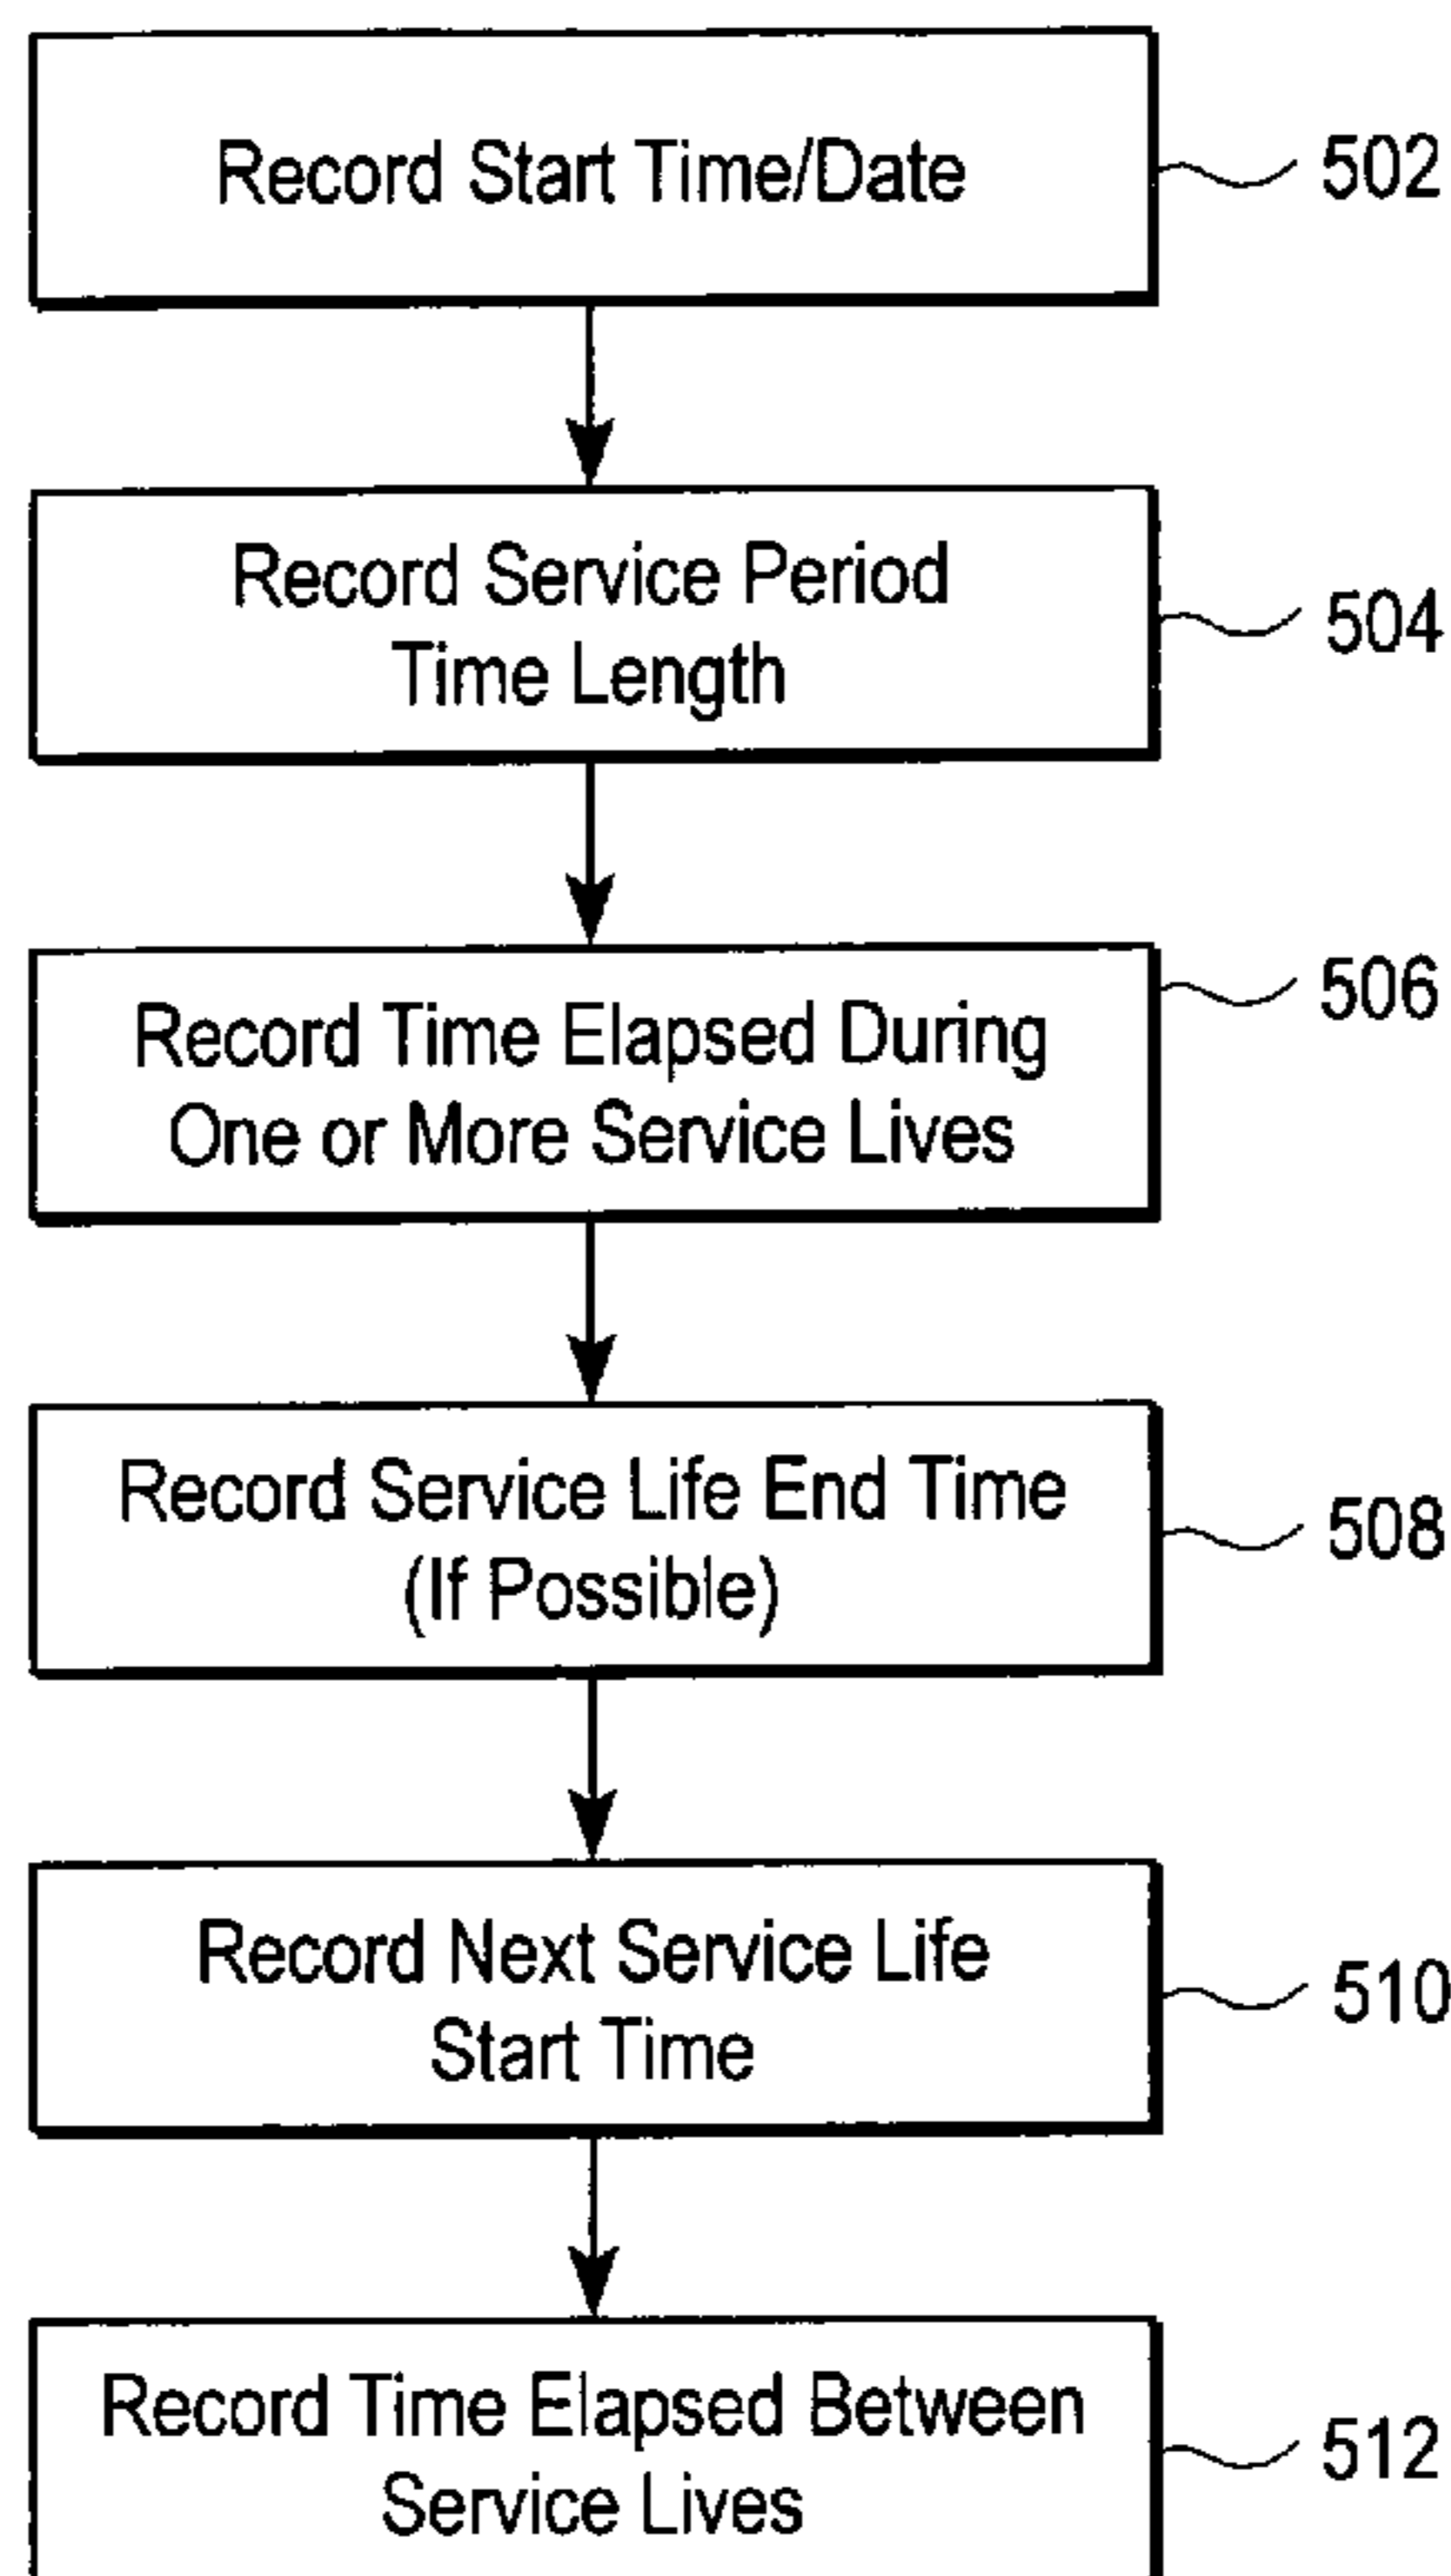 Record Start Time/Date
502
Record Service Period
Time Length
504
Record Time Elapsed During
One or More Service Lives
506
Record Service Life End Time
(If Possible)
508
Record Next Service Life
Start Time
510
Record Time Elapsed Between
Service Lives
512